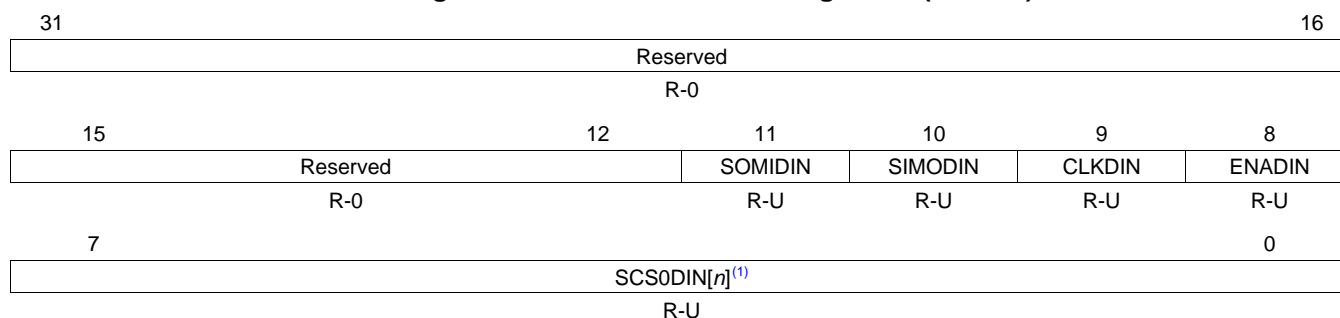 31 16
Reserved
R-0
15 12 11 10 9 8
Reserved SOMIDIN SIMODIN CLKDIN ENADIN
R-0 R-U R-U R-U R-U
7 0
SCS0DIN[n](1)
R-U